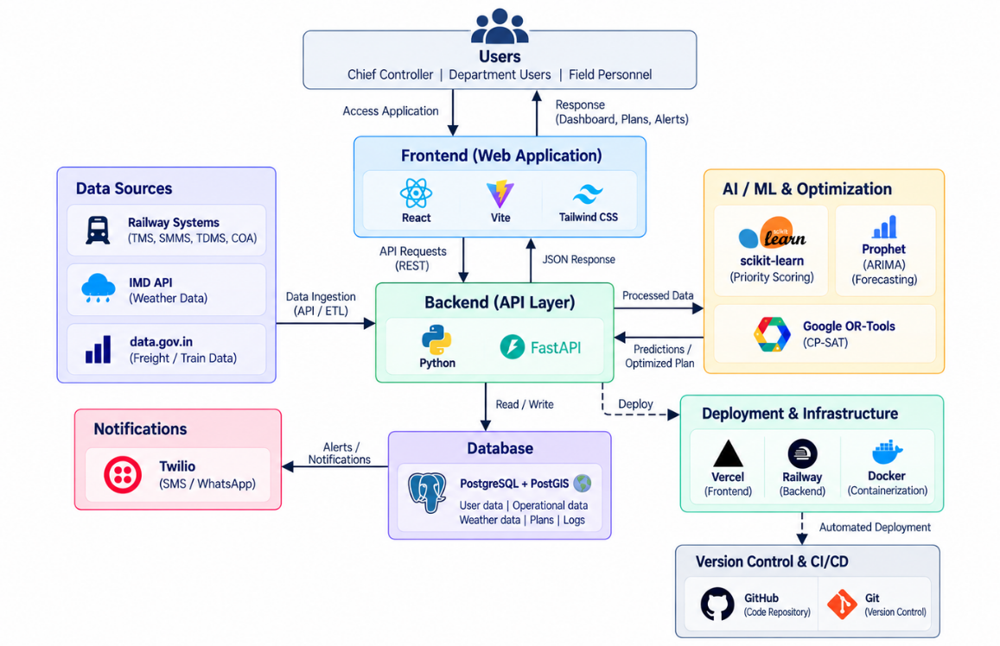 Users
Chief Controller | Department Users | Field Personnel
Access Application
Response
(Dashboard, Plans, Alerts)
Frontend (Web Application)
React
Vite
Tailwind CSS
API Requests
(REST)
JSON Response
Data Sources
Railway Systems
(TMS, SMMS, TDMS, COA)
IMD API
(Weather Data)
data.gov.in
(Freight / Train Data)
Data Ingestion
(API / ETL)
Backend (API Layer)
Python
FastAPI
Processed Data
Predictions /
Optimized Plan
AI / ML & Optimization
scikit
learn
scikit-learn
(Priority Scoring)
Prophet
(ARIMA)
(Forecasting)
Google OR-Tools
(CP-SAT)
Read / Write
Deploy
Notifications
Twilio
(SMS / WhatsApp)
Alerts /
Notifications
Database
PostgreSQL + PostGIS
User data | Operational data
Weather data | Plans | Logs
Deployment & Infrastructure
Vercel
(Frontend)
Railway
(Backend)
Docker
(Containerization)
Automated Deployment
Version Control & CI/CD
GitHub
(Code Repository)
Git
(Version Control)